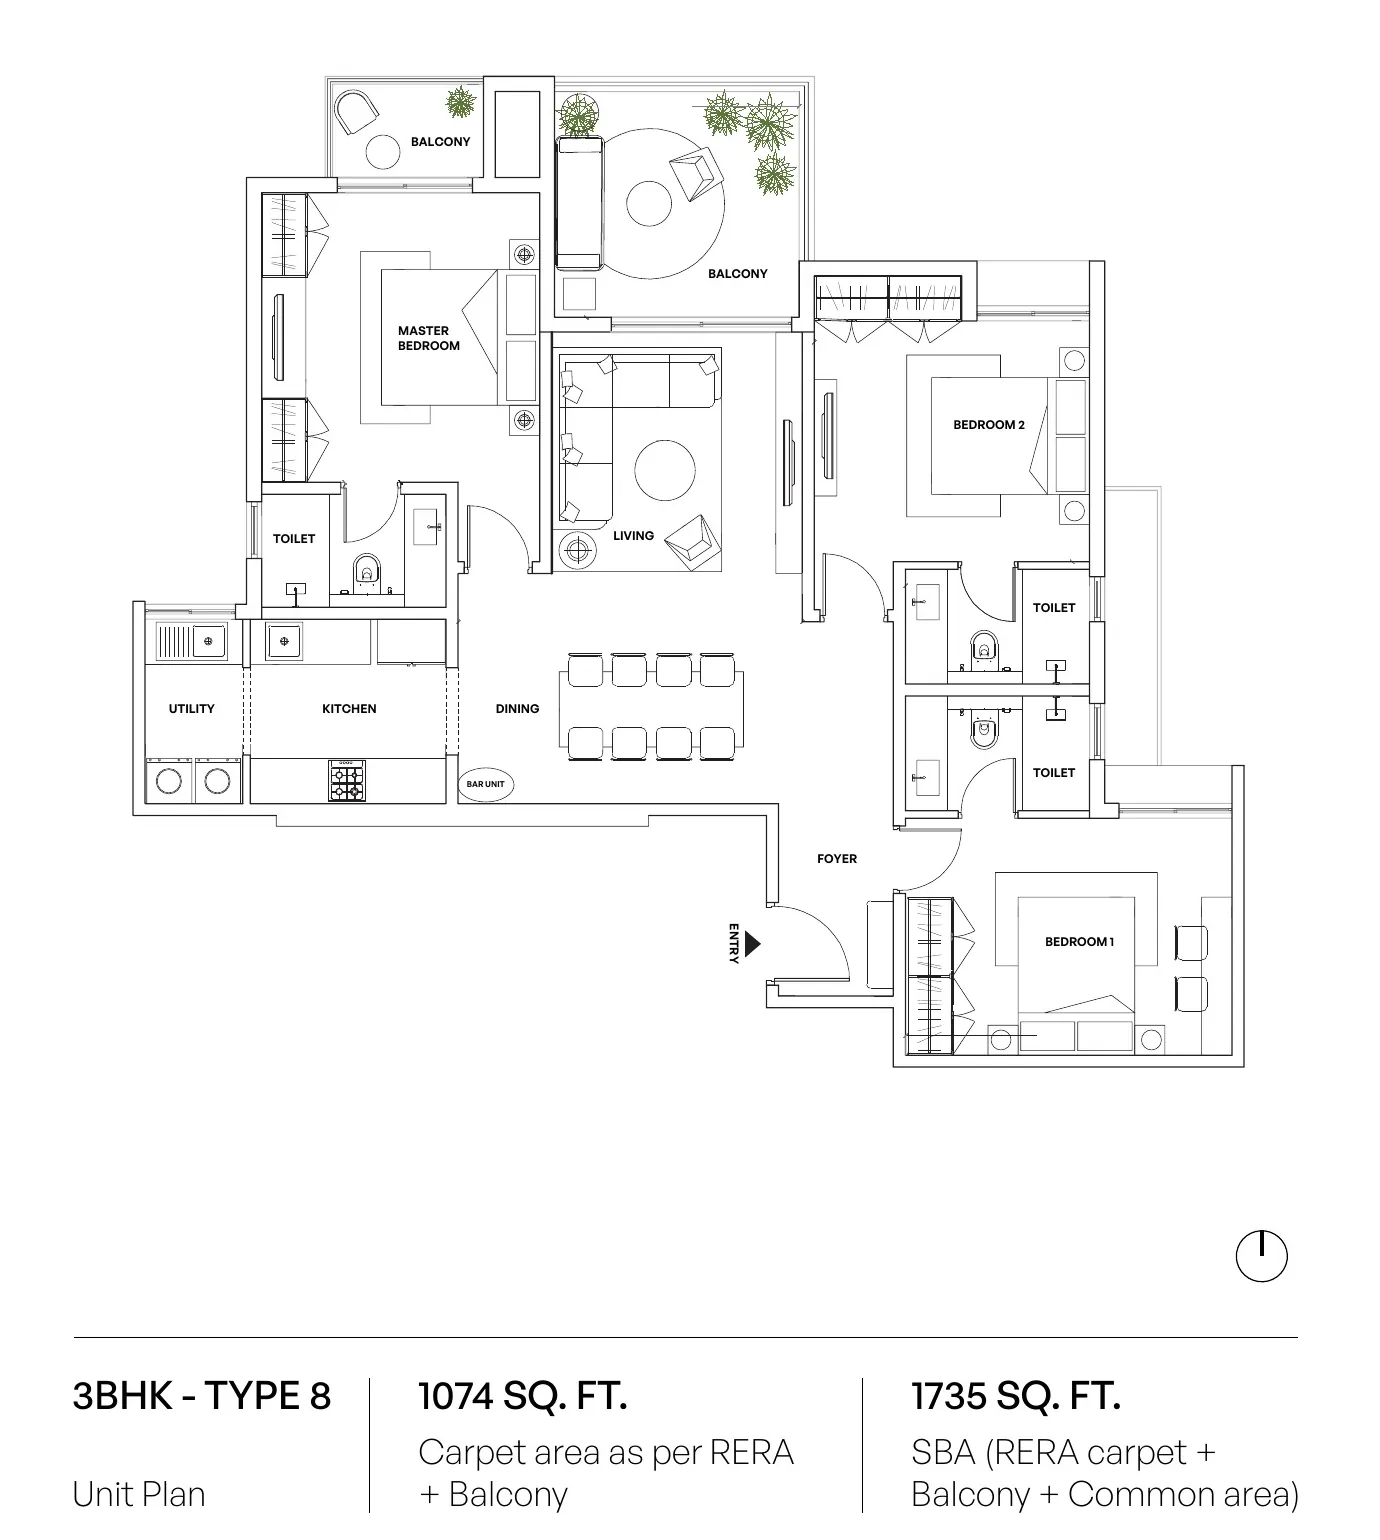 BALCONY
BALCONY
MASTER
BEDROOM
BEDROOM 2
LIVING
TOILET
TOILET
UTILITY
KITCHEN
DINING
TOILET
BAR UNIT
FOYER
ENTRY
BEDROOM 1
3BHK - TYPE 8
Unit Plan
1074 SQ. FT.
Carpet area as per RERA
+ Balcony
1735 SQ. FT.
SBA (RERA carpet +
Balcony + Common area)